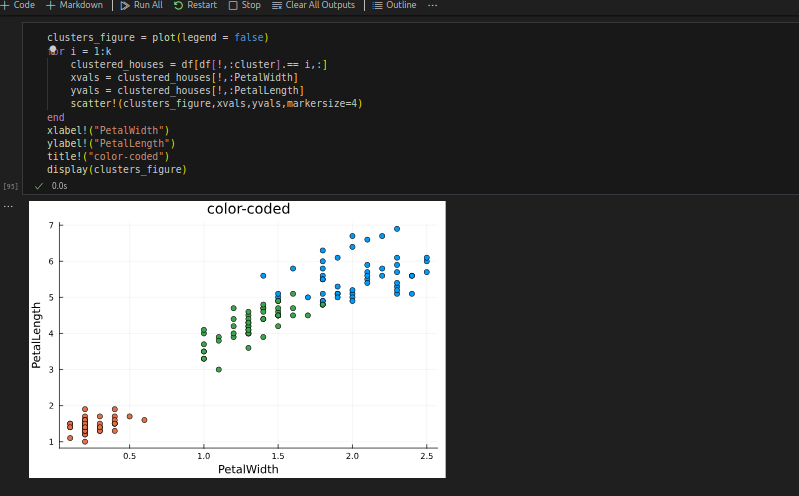 + Code + Markdown | Run All Restart Stop Clear All Outputs | Outline ...
clusters_figure = plot(legend = false)
for i = 1:k
clustered_houses = df[df[!,:cluster].== i,:]
xvals = clustered_houses[!,:PetalWidth]
yvals = clustered_houses[!,:PetalLength]
scatter!(clusters_figure,xvals,yvals,markersize=4)
end
xlabel!("PetalWidth")
ylabel!("PetalLength")
title!("color-coded")
display(clusters_figure)
[95]
0.0s
...
color-coded
7
6
5
4
3
2
1
PetalLength
0.5 1.0 1.5 2.0 2.5
PetalWidth